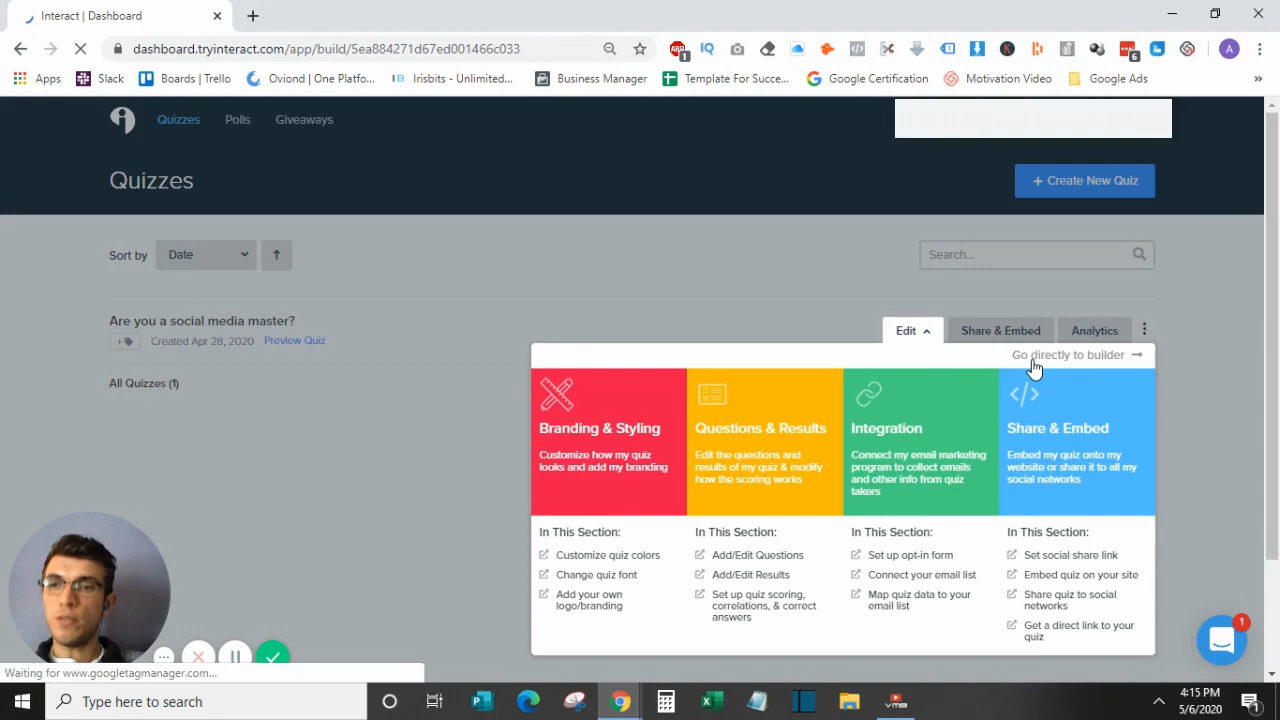 Interact | Dashboard
dashboard.tryinteract.com/app/build/5ea884271d67ed001466c033
1
6
A
Apps
Slack
Boards | Trello
Oviond | One Platfo...
Irisbits - Unlimited...
Business Manager
Template For Succe...
Google Certification
Motivation Video
Google Ads
»
Quizzes
Polls
Giveaways
Quizzes
+ Create New Quiz
Sort by
Date
Search...
Are you a social media master?
Edit
Share & Embed
Analytics
+
Created Apr 28, 2020
Preview Quiz
Go directly to builder
All Quizzes (1)
Branding & Styling
Customize how my quiz
looks and add my branding
Questions & Results
Edit the questions and
results of my quiz & modify
how the scoring works
Integration
Connect my email marketing
program to collect emails
and other info from quiz
takers
Share & Embed
Embed my quiz onto my
website or share it to all my
social networks
In This Section:
Customize quiz colors
Change quiz font
Add your own
logo/branding
In This Section:
Add/Edit Questions
Add/Edit Results
Set up quiz scoring,
correlations, & correct
answers
In This Section:
Set up opt-in form
Connect your email list
Map quiz data to your
email list
In This Section:
Set social share link
Embed quiz on your site
Share quiz to social
networks
Get a direct link to your
quiz
1
Waiting for www.googletagmanager.com...
Type here to search
4:15 PM
5/6/2020
1